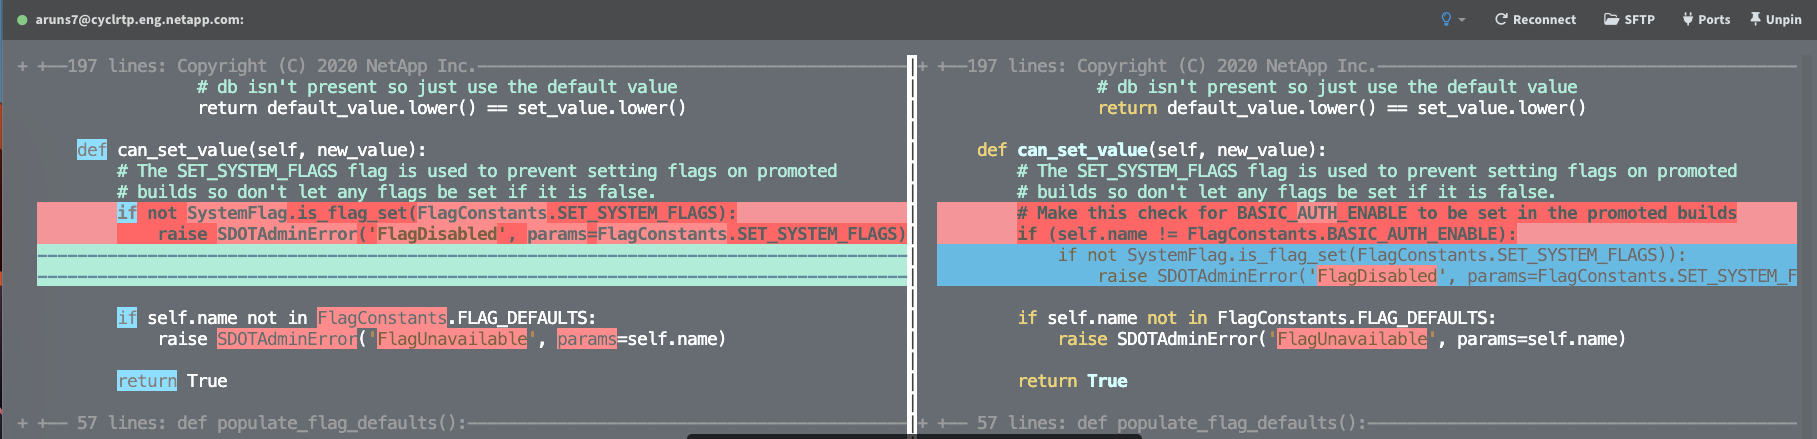 aruns7@cyclrtp.eng.netapp.com:
Reconnect SFTP Ports Unpin
+ +--197 lines: Copyright (C) 2020 NetApp Inc.
# db isn't present so just use the default value
return default_value.lower() == set_value.lower()
def can_set_value(self, new_value):
# The SET_SYSTEM_FLAGS flag is used to prevent setting flags on promoted
# builds so don't let any flags be set if it is false.
if not SystemFlag.is_flag_set(FlagConstants.SET_SYSTEM_FLAGS):
raise SDOTAdminError('FlagDisabled', params=FlagConstants.SET_SYSTEM_FLAGS)
if self.name not in FlagConstants.FLAG_DEFAULTS:
raise SDOTAdminError('FlagUnavailable', params=self.name)
return True
+ +-- 57 lines: def populate_flag_defaults():
+ +--197 lines: Copyright (C) 2020 NetApp Inc.
# db isn't present so just use the default value
return default_value.lower() == set_value.lower()
def can_set_value(self, new_value):
# The SET_SYSTEM_FLAGS flag is used to prevent setting flags on promoted
# builds so don't let any flags be set if it is false.
# Make this check for BASIC_AUTH_ENABLE to be set in the promoted builds
if (self.name != FlagConstants.BASIC_AUTH_ENABLE):
if not SystemFlag.is_flag_set(FlagConstants.SET_SYSTEM_FLAGS)):
raise SDOTAdminError('FlagDisabled', params=FlagConstants.SET_SYSTEM_F
if self.name not in FlagConstants.FLAG_DEFAULTS:
raise SDOTAdminError('FlagUnavailable', params=self.name)
return True
+ +-- 57 lines: def populate_flag_defaults():